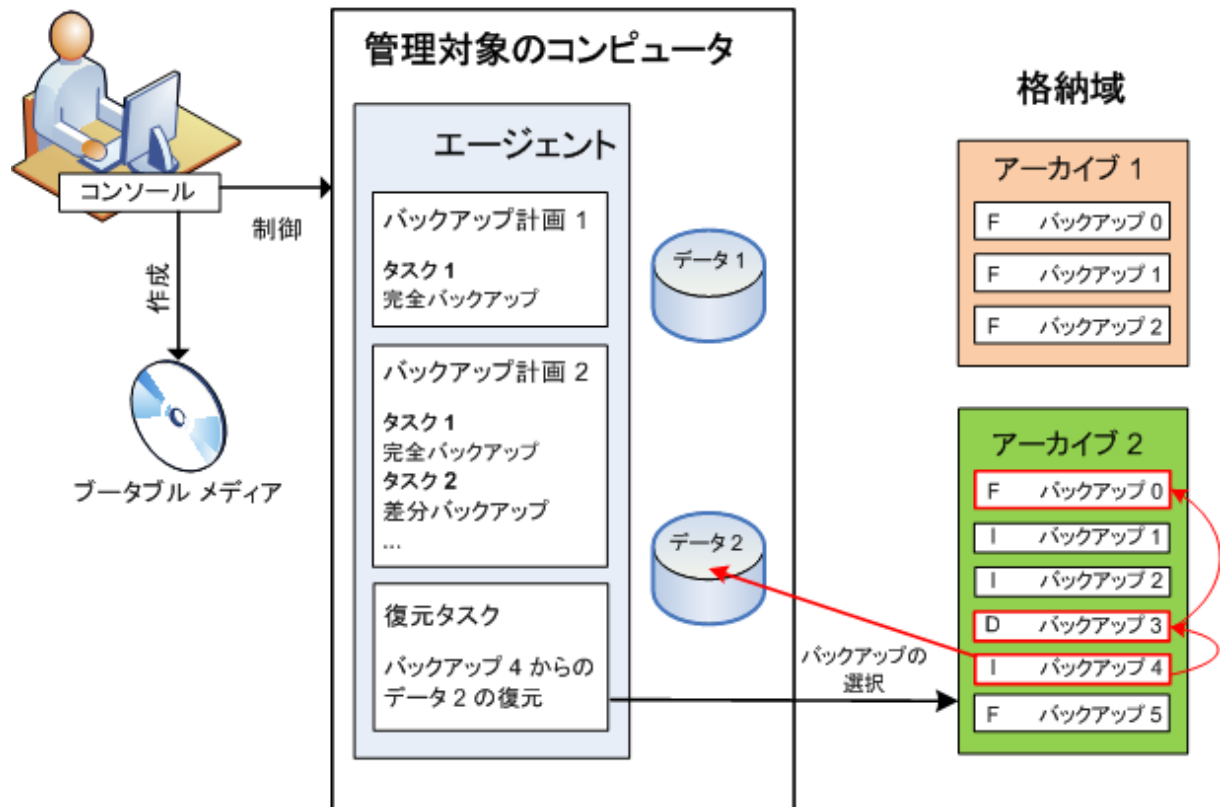 管理対象のコンピュータ
格納域
エージェント
コンソール
制御
作成
ブータブル メディア
バックアップ計画 1
タスク 1
完全バックアップ
バックアップ計画 2
タスク 1
完全バックアップ
タスク 2
差分バックアップ
...
復元タスク
バックアップ 4 からの
データ 2 の復元
データ 1
データ 2
バックアップの
選択
アーカイブ 1
F バックアップ 0
F バックアップ 1
F バックアップ 2
アーカイブ 2
F バックアップ 0
I バックアップ 1
I バックアップ 2
D バックアップ 3
I バックアップ 4
F バックアップ 5